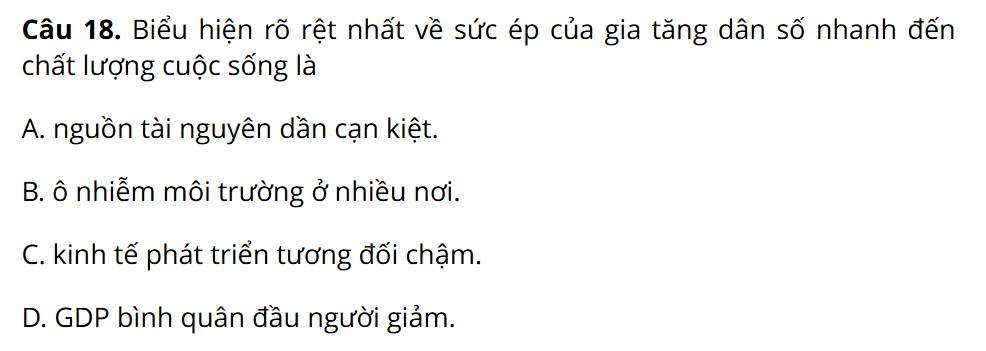 Câu 18. Biểu hiện rõ rệt nhất về sức ép của gia tăng dân số nhanh đến
chất lượng cuộc sống là
A. nguồn tài nguyên dần cạn kiệt.
B. ô nhiễm môi trường ở nhiều nơi.
C. kinh tế phát triển tương đối chậm.
D. GDP bình quân đầu người giảm.